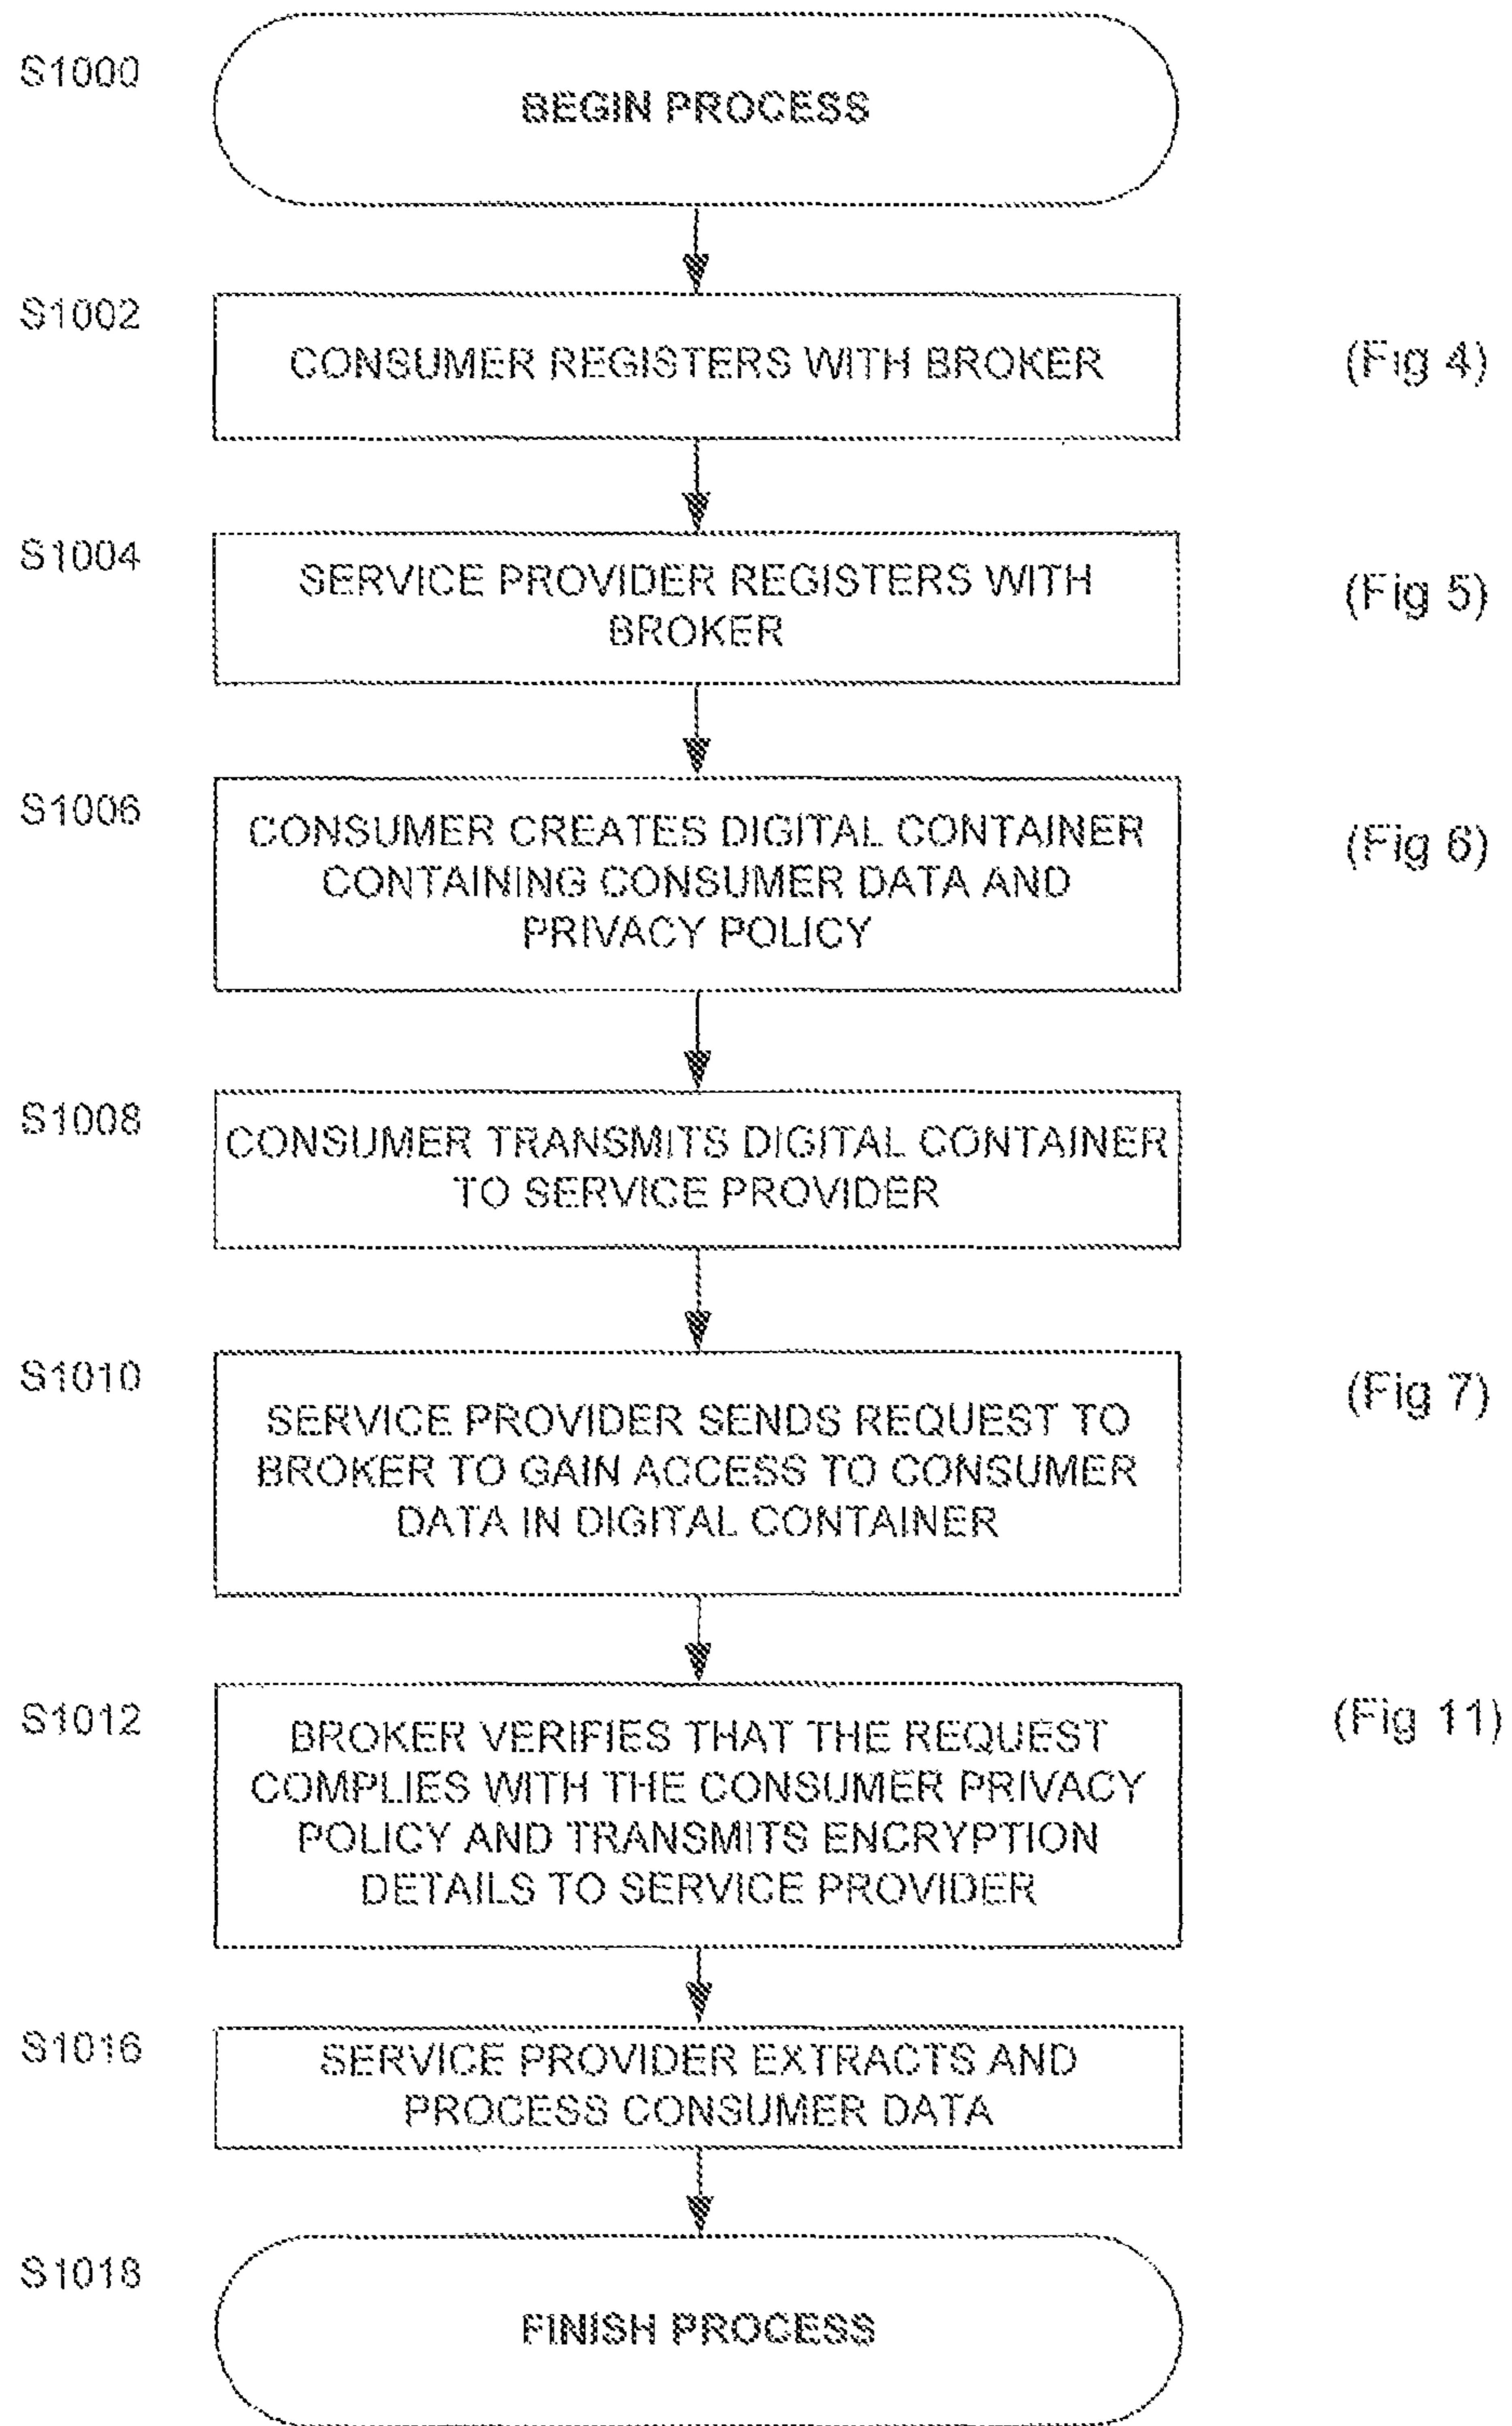 S1000
BEGIN PROCESS
S1002
CONSUMER REGISTERS WITH BROKER
(Fig 4)
S1004
SERVICE PROVIDER REGISTERS WITH
BROKER
(Fig 5)
S1006
CONSUMER CREATES DIGITAL CONTAINER
CONTAINING CONSUMER DATA AND
PRIVACY POLICY
(Fig 6)
S1008
CONSUMER TRANSMITS DIGITAL CONTAINER
TO SERVICE PROVIDER
S1010
SERVICE PROVIDER SENDS REQUEST TO
BROKER TO GAIN ACCESS TO CONSUMER
DATA IN DIGITAL CONTAINER
(Fig 7)
S1012
BROKER VERIFIES THAT THE REQUEST
COMPLIES WITH THE CONSUMER PRIVACY
POLICY AND TRANSMITS ENCRYPTION
DETAILS TO SERVICE PROVIDER
(Fig 11)
S1016
SERVICE PROVIDER EXTRACTS AND
PROCESS CONSUMER DATA
S1018
FINISH PROCESS